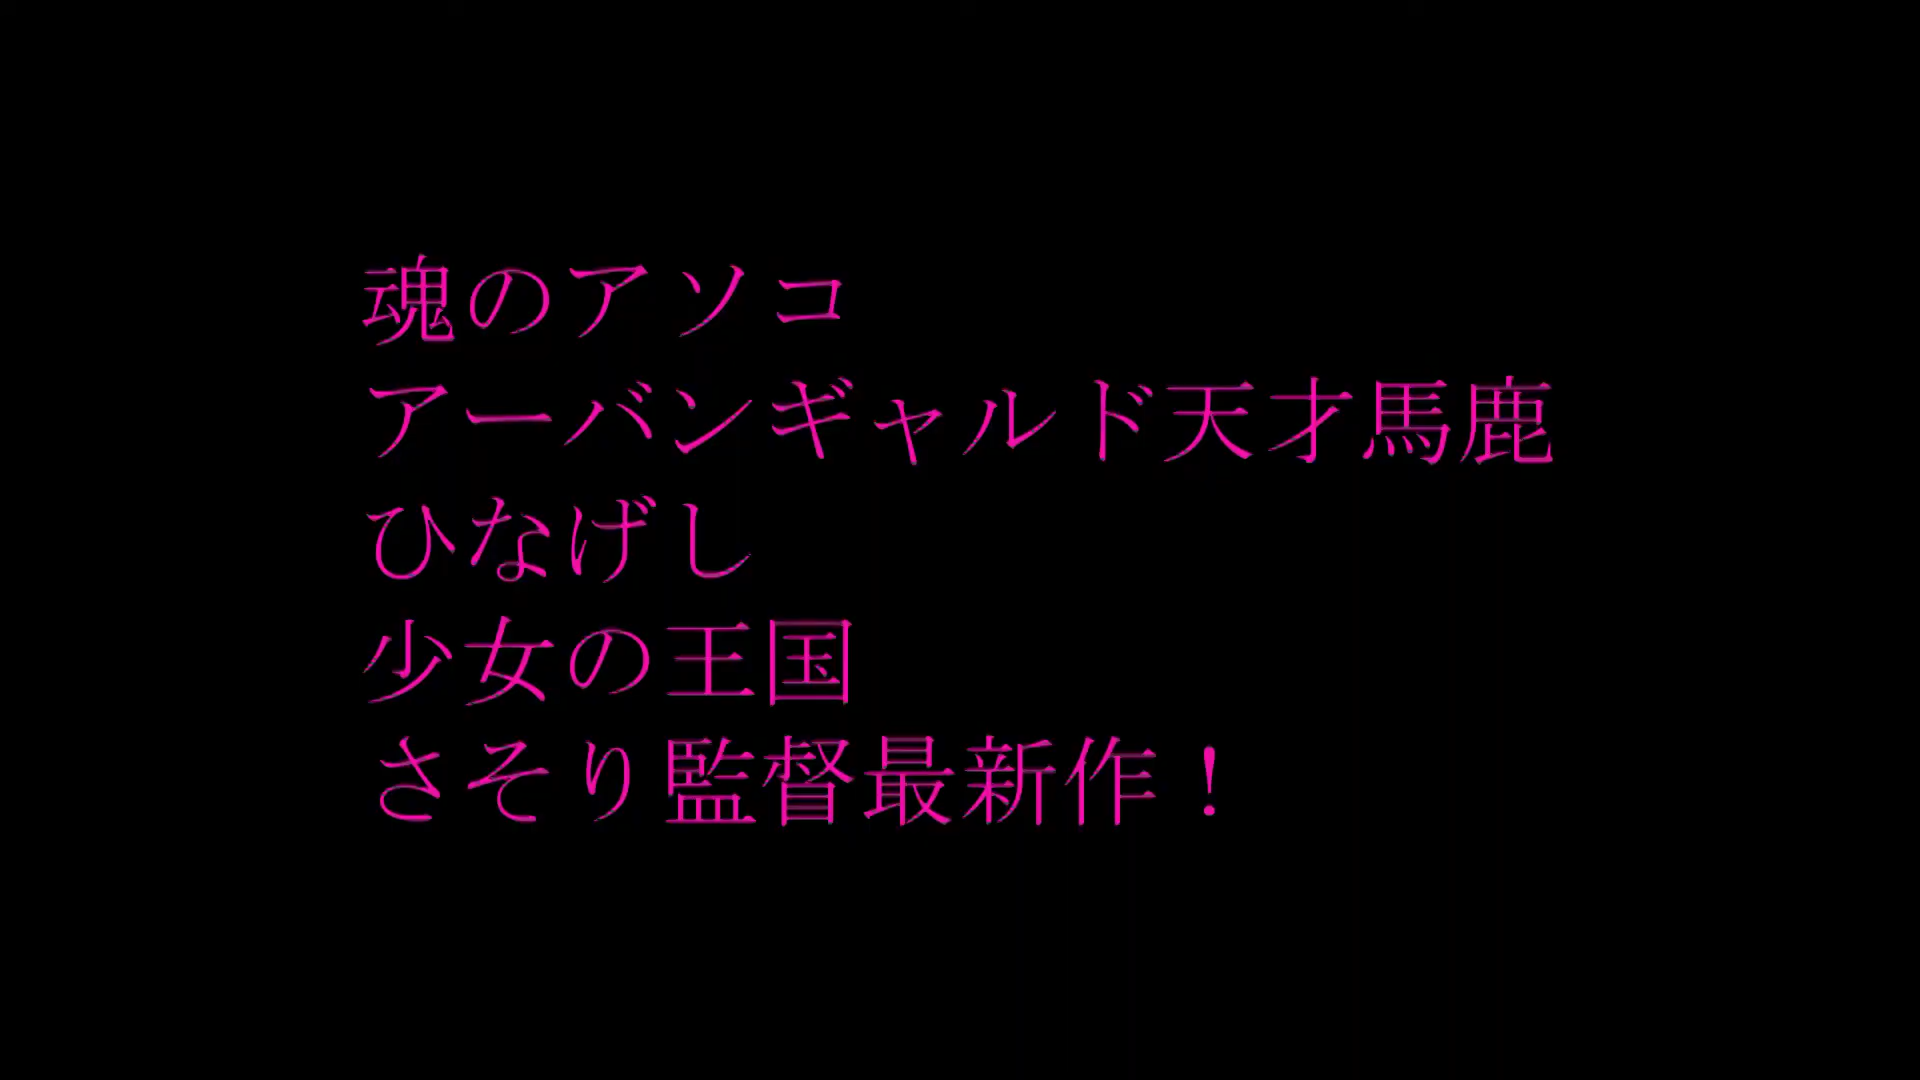 魂のアソコ
アーバンギャルド天才馬鹿
ひなげし
少女の王国
さそり監督最新作！